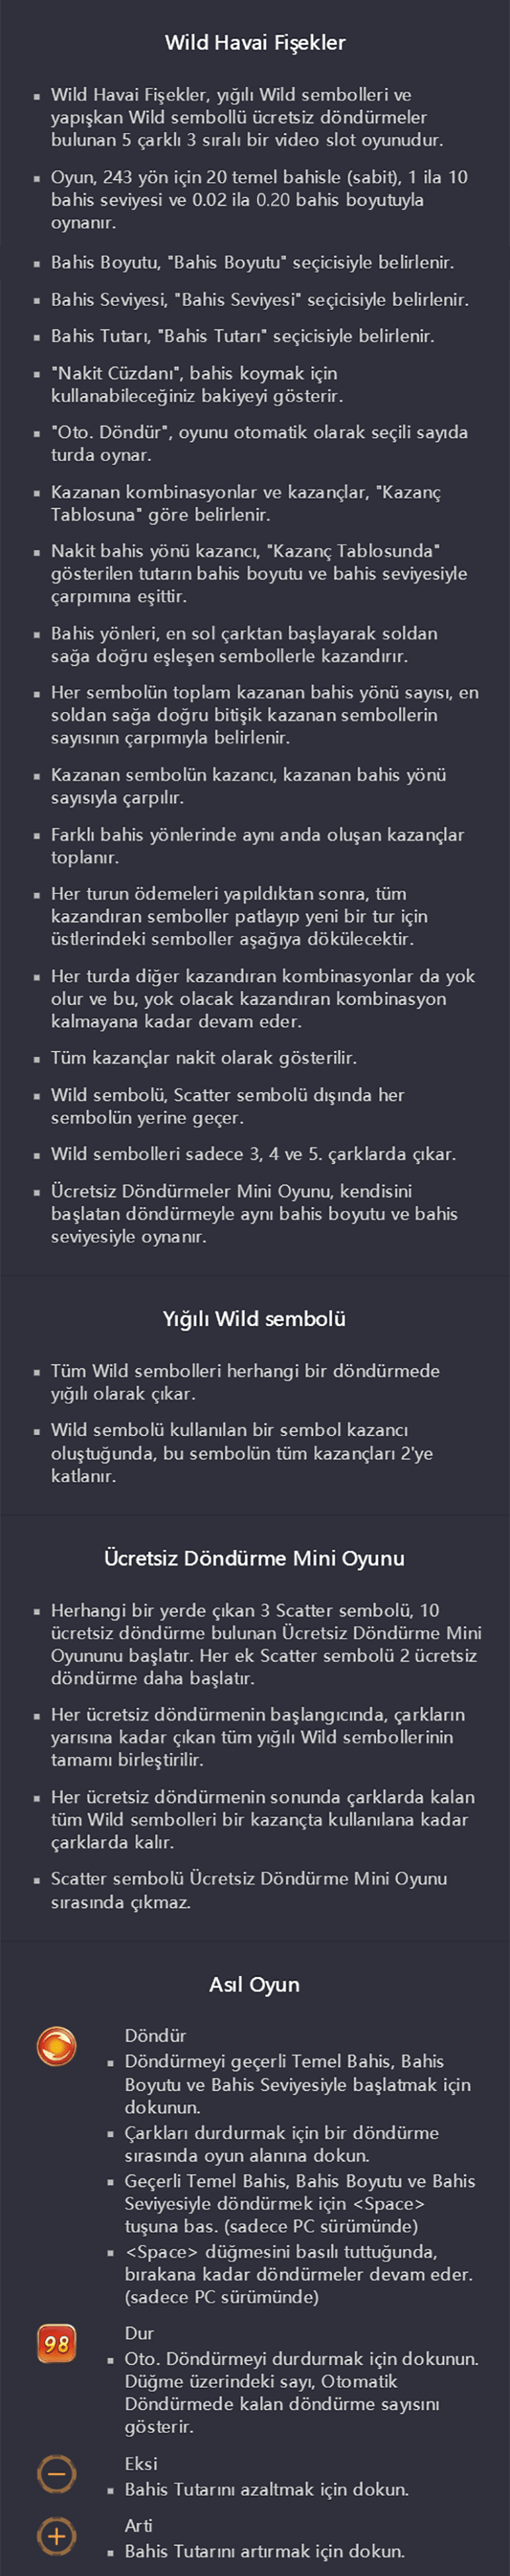 Wild Havai Fişekler
▪ Wild Havai Fişekler, yığılı Wild sembolleri ve
yapışkan Wild sembollü ücretsiz döndürmeler
bulunan 5 çarklı 3 sıralı bir video slot oyunudur.
▪ Oyun, 243 yön için 20 temel bahisle (sabit), 1 ila 10
bahis seviyesi ve 0.02 ila 0.20 bahis boyutuyla
oynanır.
▪ Bahis Boyutu, "Bahis Boyutu" seçicisiyle belirlenir.
▪ Bahis Seviyesi, "Bahis Seviyesi" seçicisiyle belirlenir.
▪ Bahis Tutarı, "Bahis Tutarı" seçicisiyle belirlenir.
▪ "Nakit Cüzdanı", bahis koymak için
kullanabileceğiniz bakiyeyi gösterir.
▪ "Oto. Döndür", oyunu otomatik olarak seçili sayıda
turda oynar.
▪ Kazanan kombinasyonlar ve kazançlar, "Kazanç
Tablosuna" göre belirlenir.
▪ Nakit bahis yönü kazancı, "Kazanç Tablosunda"
gösterilen tutarın bahis boyutu ve bahis seviyesiyle
çarpımına eşittir.
▪ Bahis yönleri, en sol çarktan başlayarak soldan
sağa doğru eşleşen sembollerle kazandırır.
▪ Her sembolün toplam kazanan bahis yönü sayısı, en
soldan sağa doğru bitişik kazanan sembollerin
sayısının çarpımıyla belirlenir.
▪ Kazanan sembolün kazancı, kazanan bahis yönü
sayısıyla çarpılır.
▪ Farklı bahis yönlerinde aynı anda oluşan kazançlar
toplanır.
▪ Her turun ödemeleri yapıldıktan sonra, tüm
kazandıran semboller patlayıp yeni bir tur için
üstlerindeki semboller aşağıya dökülecektir.
▪ Her turda diğer kazandıran kombinasyonlar da yok
olur ve bu, yok olacak kazandıran kombinasyon
kalmayana kadar devam eder.
▪ Tüm kazançlar nakit olarak gösterilir.
▪ Wild sembolü, Scatter sembolü dışında her
sembolün yerine geçer.
▪ Wild sembolleri sadece 3, 4 ve 5. çarklarda çıkar.
▪ Ücretsiz Döndürmeler Mini Oyunu, kendisini
başlatan döndürmeyle aynı bahis boyutu ve bahis
seviyesiyle oynanır.
Yığılı Wild sembolü
▪ Tüm Wild sembolleri herhangi bir döndürmede
yığılı olarak çıkar.
▪ Wild sembolü kullanılan bir sembol kazancı
oluştuğunda, bu sembolün tüm kazançları 2'ye
katlanır.
Ücretsiz Döndürme Mini Oyunu
▪ Herhangi bir yerde çıkan 3 Scatter sembolü, 10
ücretsiz döndürme bulunan Ücretsiz Döndürme Mini
Oyununu başlatır. Her ek Scatter sembolü 2 ücretsiz
döndürme daha başlatır.
▪ Her ücretsiz döndürmenin başlangıcında, çarkların
yarısına kadar çıkan tüm yığılı Wild sembollerinin
tamamı birleştirilir.
▪ Her ücretsiz döndürmenin sonunda çarklarda kalan
tüm Wild sembolleri bir kazançta kullanılana kadar
çarklarda kalır.
▪ Scatter sembolü Ücretsiz Döndürme Mini Oyunu
sırasında çıkmaz.
Asıl Oyun
Döndür
▪ Döndürmeyi geçerli Temel Bahis, Bahis
Boyutu ve Bahis Seviyesiyle başlatmak için
dokunun.
▪ Çarkları durdurmak için bir döndürme
sırasında oyun alanına dokun.
▪ Geçerli Temel Bahis, Bahis Boyutu ve Bahis
Seviyesiyle döndürmek için <Space>
tuşuna bas. (sadece PC sürümünde)
▪ <Space> düğmesini basılı tuttuğunda,
bırakana kadar döndürmeler devam eder.
(sadece PC sürümünde)
98 Dur
▪ Oto. Döndürmeyi durdurmak için dokunun.
Düğme üzerindeki sayı, Otomatik
Döndürmede kalan döndürme sayısını
gösterir.
Eksi
▪ Bahis Tutarını azaltmak için dokun.
Arti
▪ Bahis Tutarını artırmak için dokun.